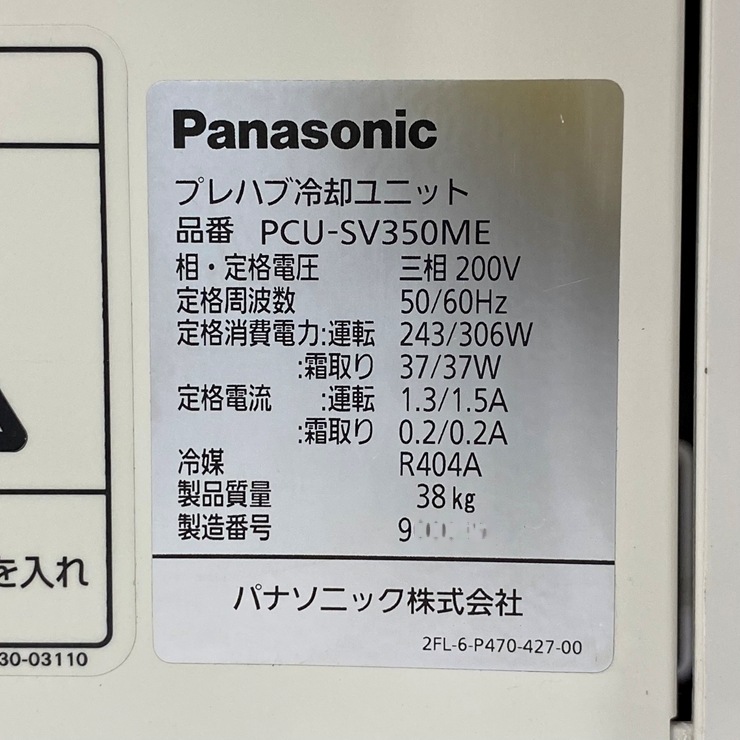 Panasonic
プレハブ冷却ユニット
品番 PCU-SV350ME
相・定格電圧 三相 200V
定格周波数 50/60Hz
定格消費電力:運転 243/306W
:霜取り 37/37W
定格電流 :運転 1.3/1.5A
:霜取り 0.2/0.2A
冷媒 R404A
製品質量 38kg
製造番号 9
パナソニック株式会社
2FL-6-P470-427-00
を入れ
30-03110